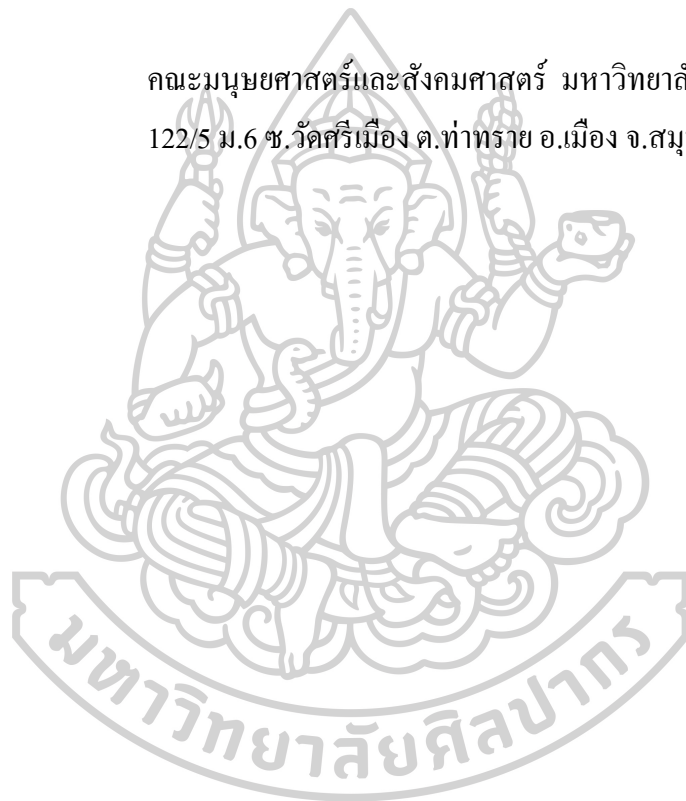 คณะมนุษยศาสตร์และสังคมศาสตร์ มหาวิทยาลั
122/5 ม.6 ซ.วัดศรีเมือง ต.ท่าทราย อ.เมือง จ.สมุ
มหาวิทยาลัยศิลปากร